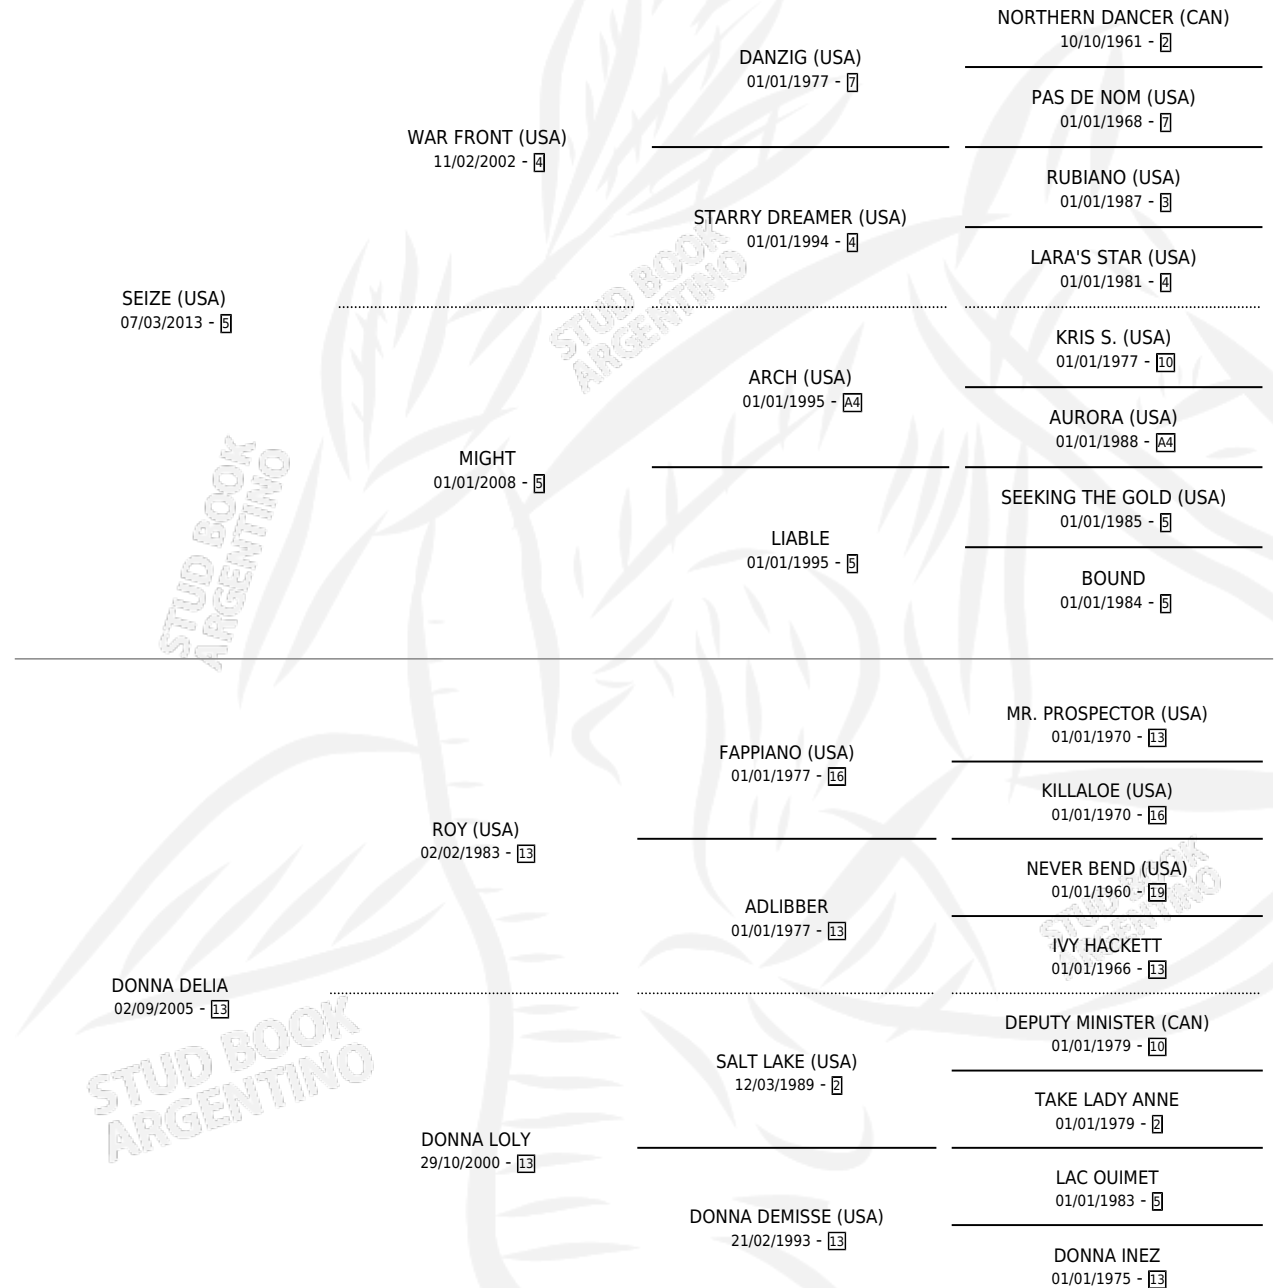 NORTHERN DANCER (CAN)
10/10/1961 - 2
DANZIG (USA)
01/01/1977 - 7
PAS DE NOM (USA)
01/01/1968 - 7
WAR FRONT (USA)
11/02/2002 - 4
RUBIANO (USA)
01/01/1987 - 3
STARRY DREAMER (USA)
01/01/1994 - 4
LARA'S STAR (USA)
01/01/1981 - 4
SEIZE (USA)
07/03/2013 - 5
STUD BOOK
ARGENTINO
KRIS S. (USA)
01/01/1977 - 10
ARCH (USA)
01/01/1995 - A4
AURORA (USA)
01/01/1988 - A4
MIGHT
01/01/2008 - 5
SEEKING THE GOLD (USA)
01/01/1985 - 5
LIABLE
01/01/1995 - 5
BOUND
01/01/1984 - 5
STUD BOOK
ARGENTINO
MR. PROSPECTOR (USA)
01/01/1970 - 13
FAPPIANO (USA)
01/01/1977 - 16
KILLALOE (USA)
01/01/1970 - 16
ROY (USA)
02/02/1983 - 13
NEVER BEND (USA)
01/01/1960 - 19
STUD BOOK
ARGENTINO
ADLIBBER
01/01/1977 - 13
IVY HACKETT
01/01/1966 - 13
DONNA DELIA
02/09/2005 - 13
STUD BOOK
ARGENTINO
DEPUTY MINISTER (CAN)
01/01/1979 - 10
SALT LAKE (USA)
12/03/1989 - 2
TAKE LADY ANNE
01/01/1979 - 2
DONNA LOLY
29/10/2000 - 13
LAC OUIMET
01/01/1983 - 5
DONNA DEMISSE (USA)
21/02/1993 - 13
DONNA INEZ
01/01/1975 - 13